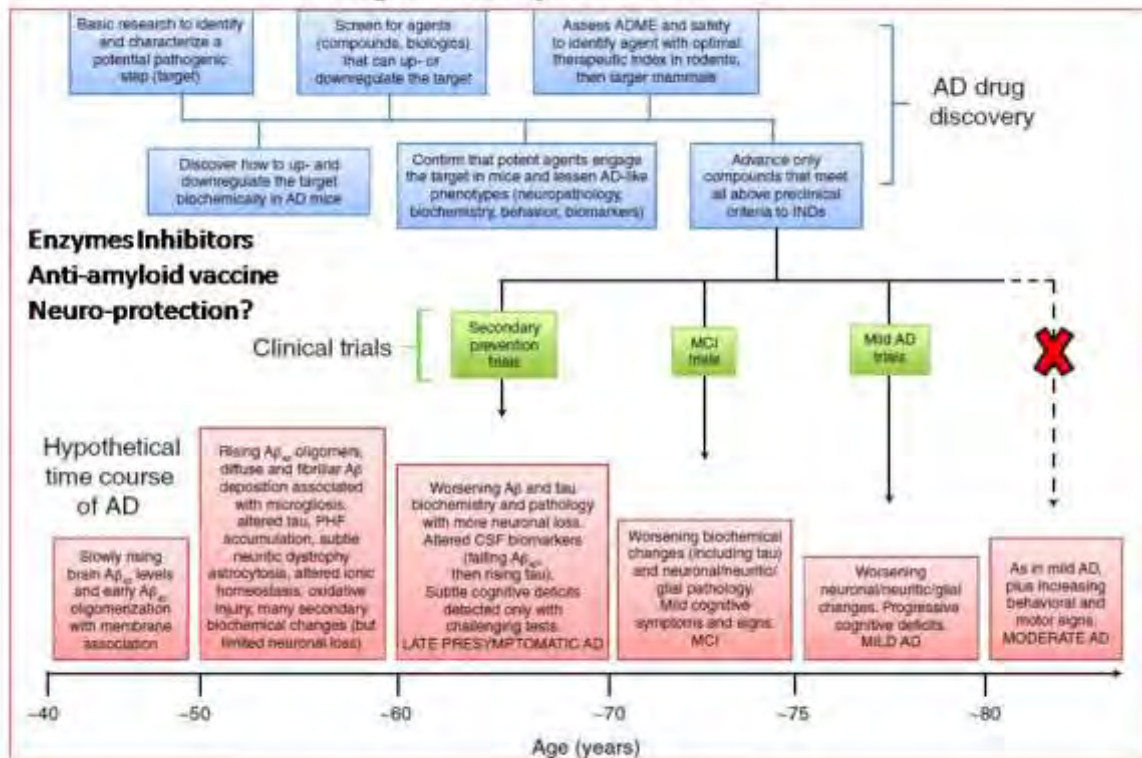 Basic research to identify
and characterize a
potential pathogenic
step (target)
Screen for agents
(compounds, biologics)
that can up- or
downregulate the target
Assess ADME and safety
to identify agent with optimal
therapeutic index in rodents,
then larger mammals
AD drug
discovery
Discover how to up- and
downregulate the target
biochemically in AD mice
Confirm that potent agents engage
the target in mice and lessen AD-like
phenotypes (neuropathology,
biochemistry, behavior, biomarkers)
Advance only
compounds that meet
all above preclinical
criteria to INDs
Enzymes Inhibitors
Anti-amyloid vaccine
Neuro-protection?
Clinical trials
Secondary
prevention
trials
MCI
trials
Mild AD
trials
X
Hypothetical
time course
of AD
Slowly rising
brain Aβ₄₂ levels
and early Aβ₄₂
oligomerization
with membrane
association
Rising Aβ₄₂ oligomers,
diffuse and fibrillar Aβ
deposition associated
with microgliosis,
altered tau, PHF
accumulation, subtle
neuritic dystrophy
astrocytosis, altered ionic
homeostasis, oxidative
injury, many secondary
biochemical changes (but
limited neuronal loss)
Worsening Aβ and tau
biochemistry and pathology
with more neuronal loss.
Altered CSF biomarkers
(falling Aβ₄₂,
then rising tau).
Subtle cognitive deficits
detected only with
challenging tests.
LATE PRESYMPTOMATIC AD
Worsening biochemical
changes (including tau)
and neuronal/neuritic/
glial pathology.
Mild cognitive
symptoms and signs.
MCI
Worsening
neuronal/neuritic/glial
changes. Progressive
cognitive deficits.
MILD AD
As in mild AD,
plus increasing
behavioral and
motor signs.
MODERATE AD
~40
~50
~60
~70
~75
~80
Age (years)